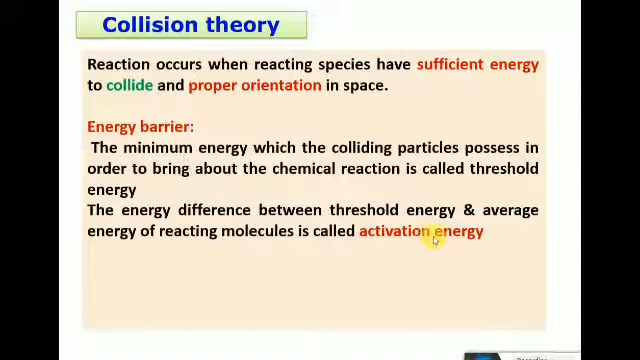 Collision theory
Reaction occurs when reacting species have sufficient energy
to collide and proper orientation in space.
Energy barrier:
The minimum energy which the colliding particles possess in
order to bring about the chemical reaction is called threshold
energy
The energy difference between threshold energy & average
energy of reacting molecules is called activation energy